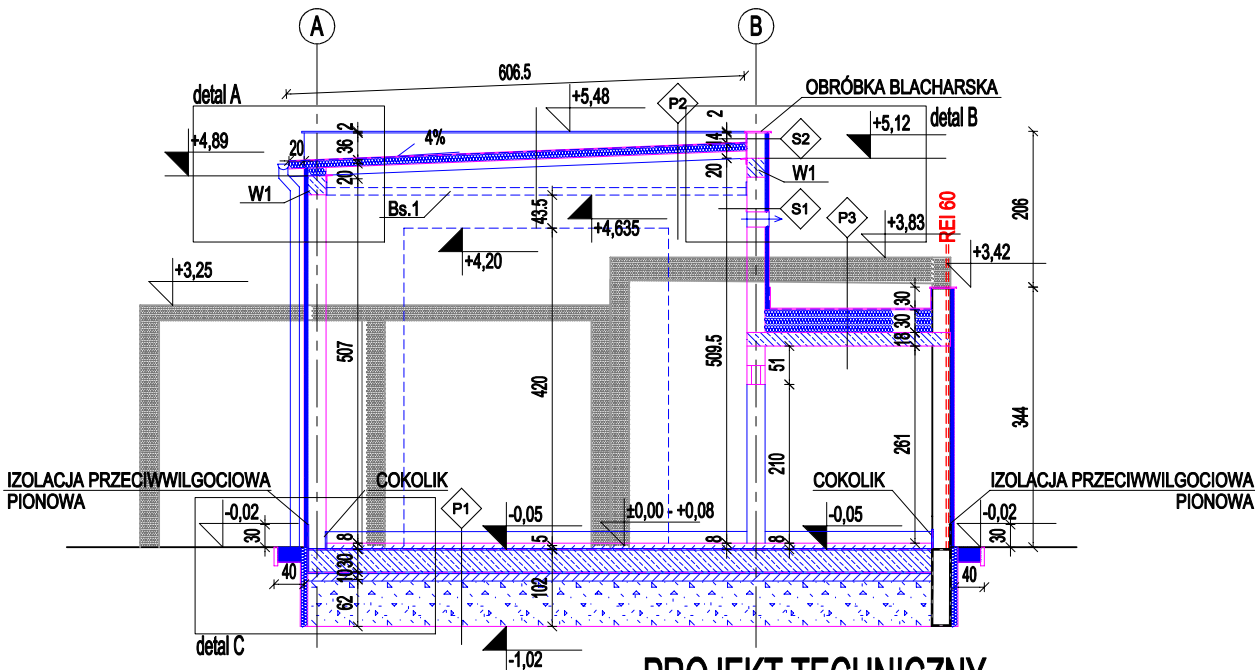 A
B
606.5
OBRÓBKA BLACHARSKA
detal A
+5,48
P2
detal B
2
2
+4,89
4%
36
14
S2
+5,12
20
20
20
W1
W1
Bs.1
43.5
S1
P3
+4,635
+3,83
REI 60
206
+4,20
+3,42
+3,25
30
30
18
507
509.5
51
420
344
261
210
IZOLACJA PRZECIWWILGOCIOWA
PIONOWA
COKOLIK
COKOLIK
IZOLACJA PRZECIWWILGOCIOWA
PIONOWA
P1
-0,02
-0,05
±0,00 - +0,08
-0,05
-0,02
30
8
5
8
8
30
30
40
10
102
40
62
detal C
-1,02
PROJEKT TECHNICZNY